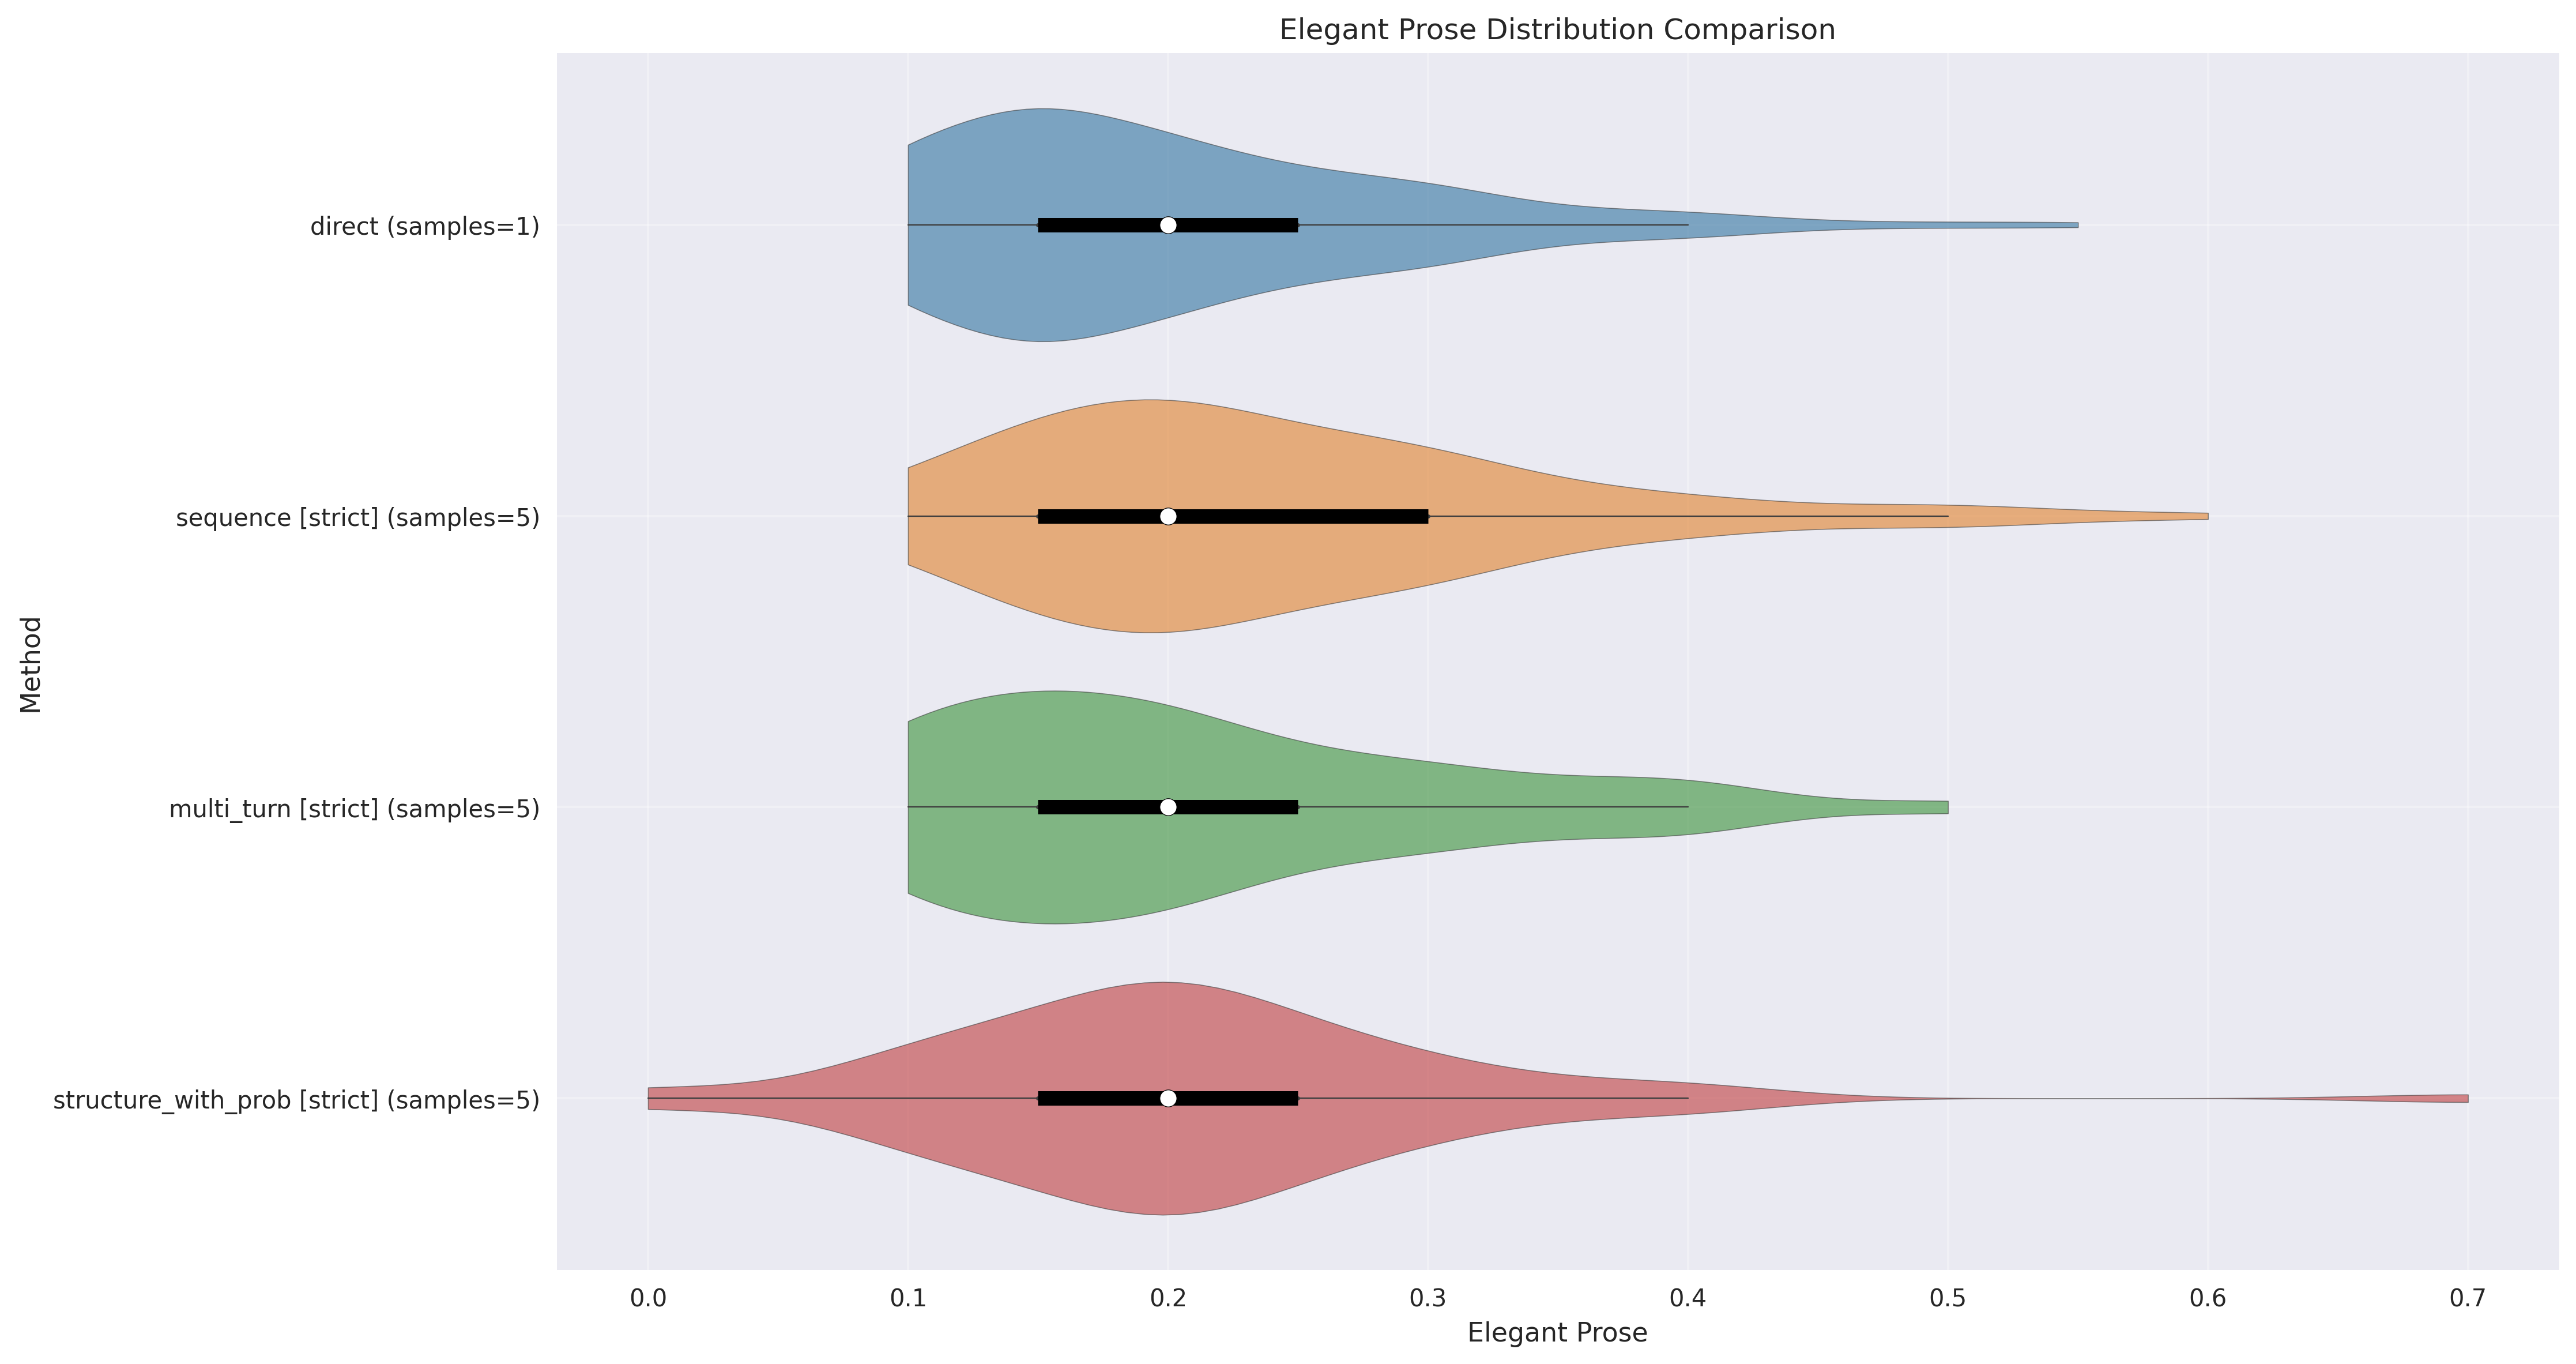 Elegant Prose Distribution Comparison
Method
direct (samples=1)
sequence [strict] (samples=5)
multi_turn [strict] (samples=5)
structure_with_prob [strict] (samples=5)
0.0 0.1 0.2 0.3 0.4 0.5 0.6 0.7
Elegant Prose